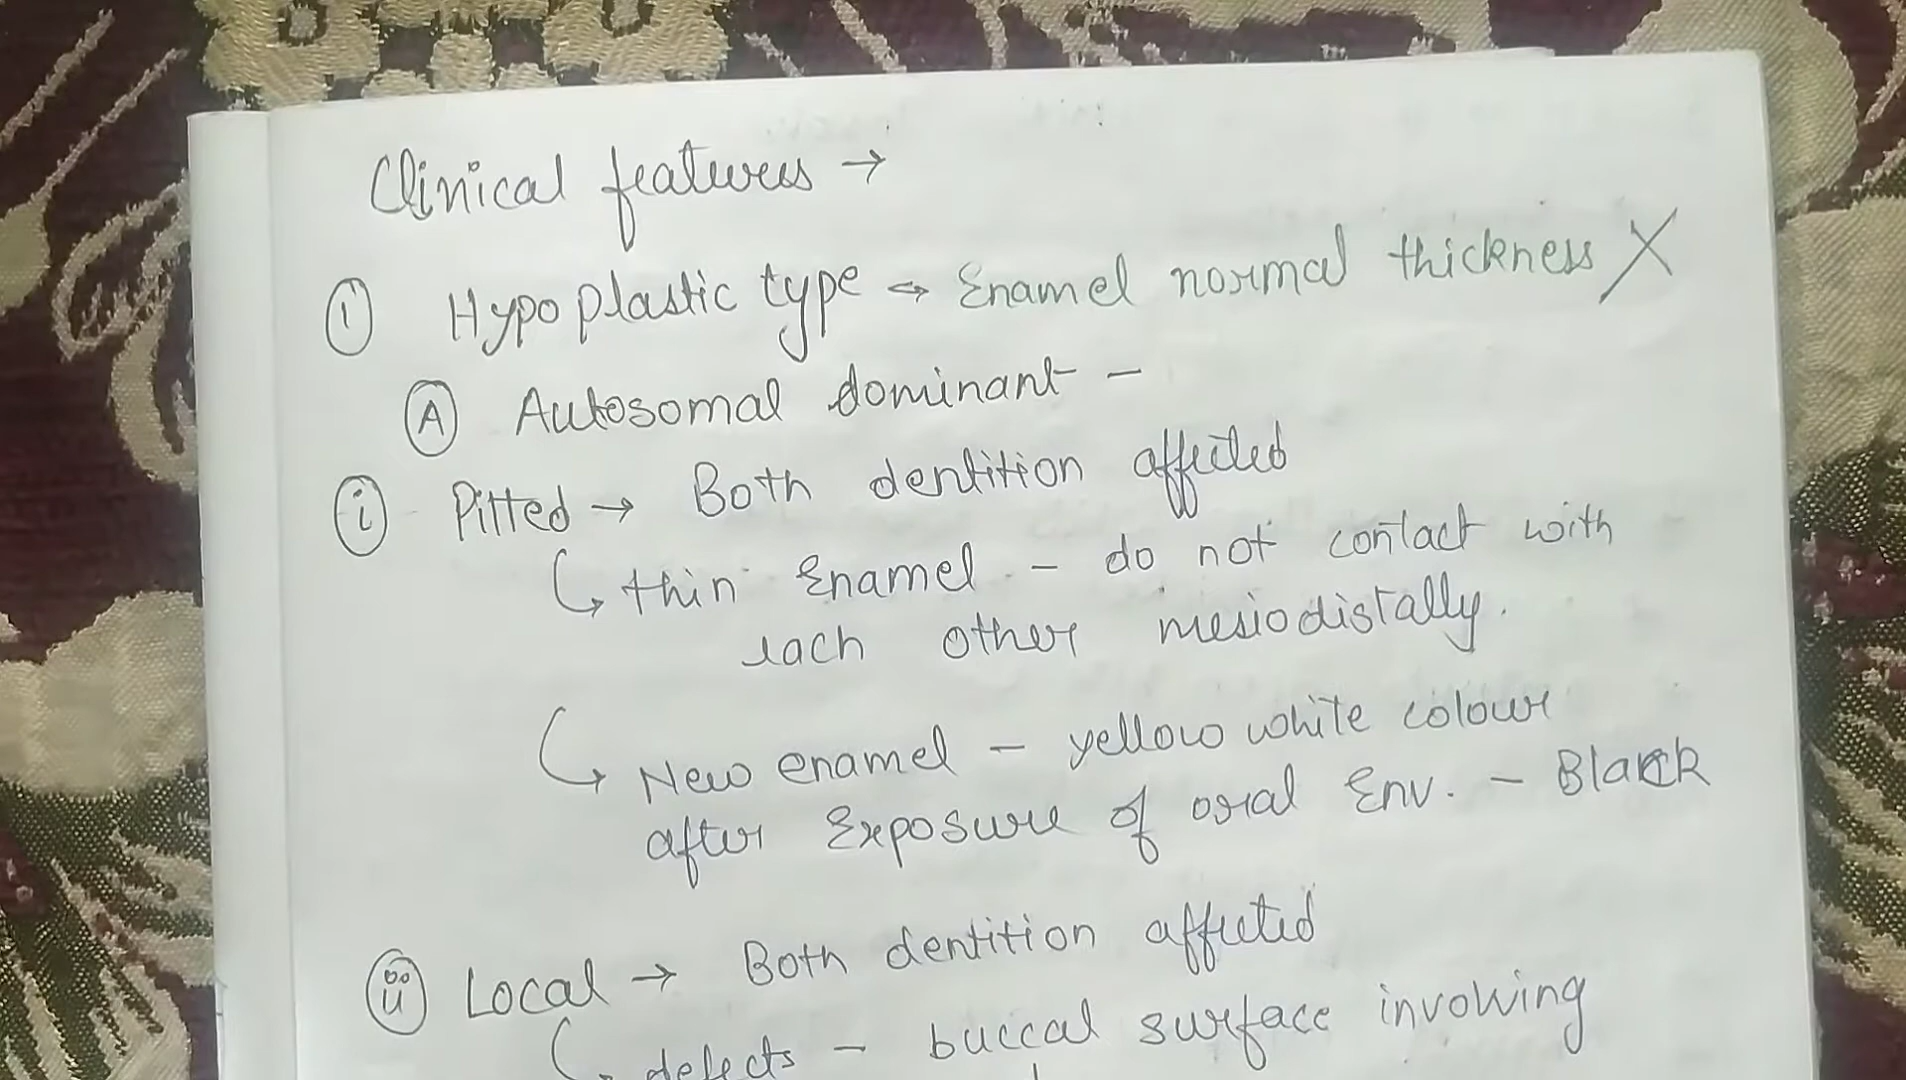 Clinical features →
① Hypoplastic type → Enamel normal thickness X
Ⓐ Autosomal dominant -
ⓘ Pitted → Both dentition affected
↳ thin Enamel - do not contact with
each other mesiodistally.
↳ New enamel - yellow white colour
after Exposure of oral Env. - Black
(ii) Local → Both dentition affected
↳ defects - buccal surface involving